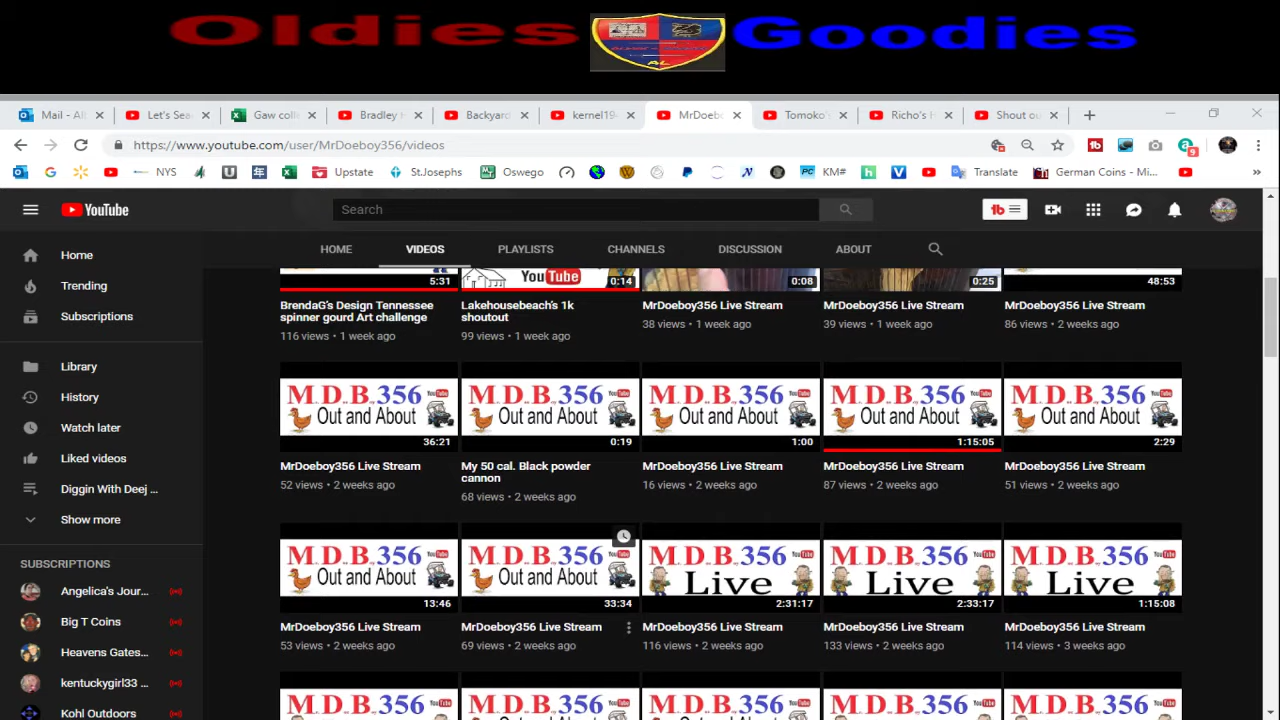 Oldies Goodies
AL
Mail - Al
Let's Sea
Gaw coll
Bradley H
Backyard
kernel19
MrDoeb
Tomoko's
Richo's H
Shout ou
https://www.youtube.com/user/MrDoeboy356/videos
9
NYS
Upstate
St.Josephs
Oswego
KM#
Translate
German Coins - Mi...
YouTube
Search
HOME VIDEOS PLAYLISTS CHANNELS DISCUSSION ABOUT
Home
Trending
Subscriptions
Library
History
Watch later
Liked videos
Diggin With Deej ...
Show more
SUBSCRIPTIONS
Angelica's Jour...
Big T Coins
Heavens Gates...
kentuckygirl33 ...
Kohl Outdoors
5:31
BrendaG's Design Tennessee
spinner gourd Art challenge
116 views • 1 week ago
YouTube
0:14
Lakehousebeach's 1k
shoutout
99 views • 1 week ago
0:08
MrDoeboy356 Live Stream
38 views • 1 week ago
0:25
MrDoeboy356 Live Stream
39 views • 1 week ago
48:53
MrDoeboy356 Live Stream
86 views • 2 weeks ago
M.D.B.356
Out and About
36:21
MrDoeboy356 Live Stream
52 views • 2 weeks ago
M.D.B.356
Out and About
0:19
My 50 cal. Black powder
cannon
68 views • 2 weeks ago
M.D.B.356
Out and About
1:00
MrDoeboy356 Live Stream
16 views • 2 weeks ago
M.D.B.356
Out and About
1:15:05
MrDoeboy356 Live Stream
87 views • 2 weeks ago
M.D.B.356
Out and About
2:29
MrDoeboy356 Live Stream
51 views • 2 weeks ago
M.D.B.356
Out and About
13:46
MrDoeboy356 Live Stream
53 views • 2 weeks ago
M.D.B.356
Out and About
33:34
MrDoeboy356 Live Stream
69 views • 2 weeks ago
M.D.B.356
Live
2:31:17
MrDoeboy356 Live Stream
116 views • 2 weeks ago
M.D.B.356
Live
2:33:17
MrDoeboy356 Live Stream
133 views • 2 weeks ago
M.D.B.356
Live
1:15:08
MrDoeboy356 Live Stream
114 views • 3 weeks ago
M.D.B.356
M.D.B.356
M.D.B.356
M.D.B.356
M.D.B.356